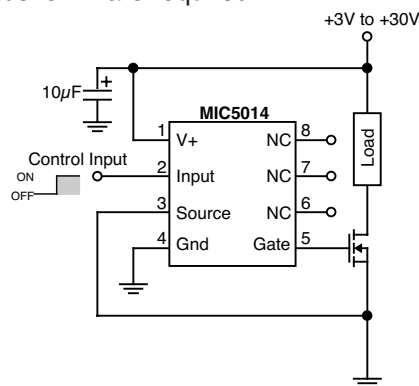 +3V to +30V
10µF
+
MIC5014
1 V+ NC 8
Control Input
ON
OFF
2 Input NC 7
3 Source NC 6
4 Gnd Gate 5
Load